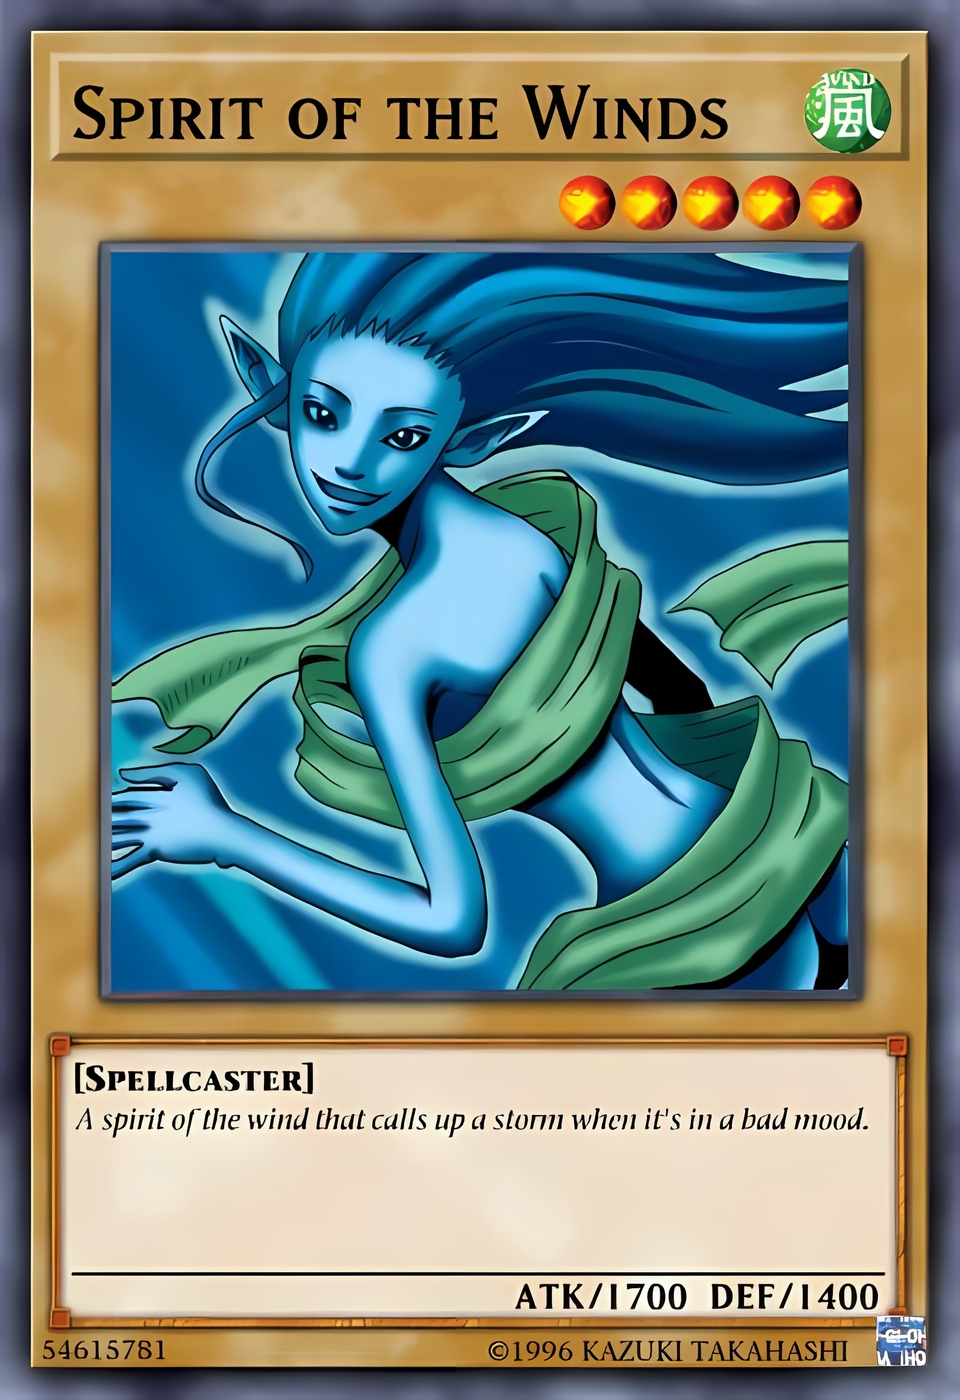 Spirit of the Winds
WIND
風
[Spellcaster]
A spirit of the wind that calls up a storm when it's in a bad mood.
ATK/1700 DEF/1400
54615781
©1996 KAZUKI TAKAHASHI